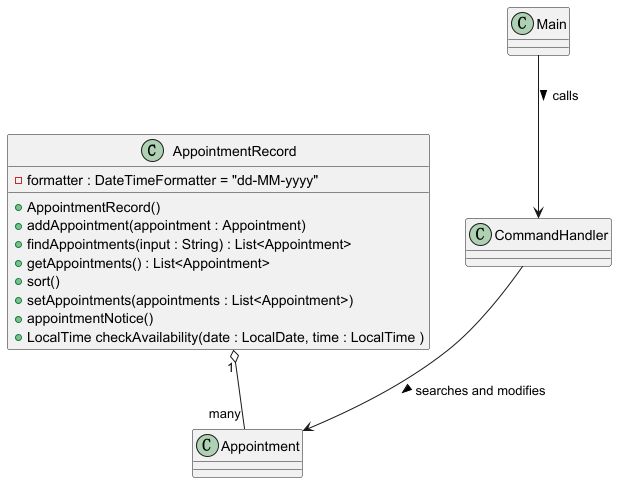 C Main
calls
C AppointmentRecord
formatter : DateTimeFormatter = "dd-MM-yyyy"
AppointmentRecord()
addAppointment(appointment : Appointment)
findAppointments(input : String) : List<Appointment>
getAppointments() : List<Appointment>
sort()
setAppointments(appointments : List<Appointment>)
appointmentNotice()
LocalTime checkAvailability(date : LocalDate, time : LocalTime )
C CommandHandler
1
searches and modifies
many
C Appointment